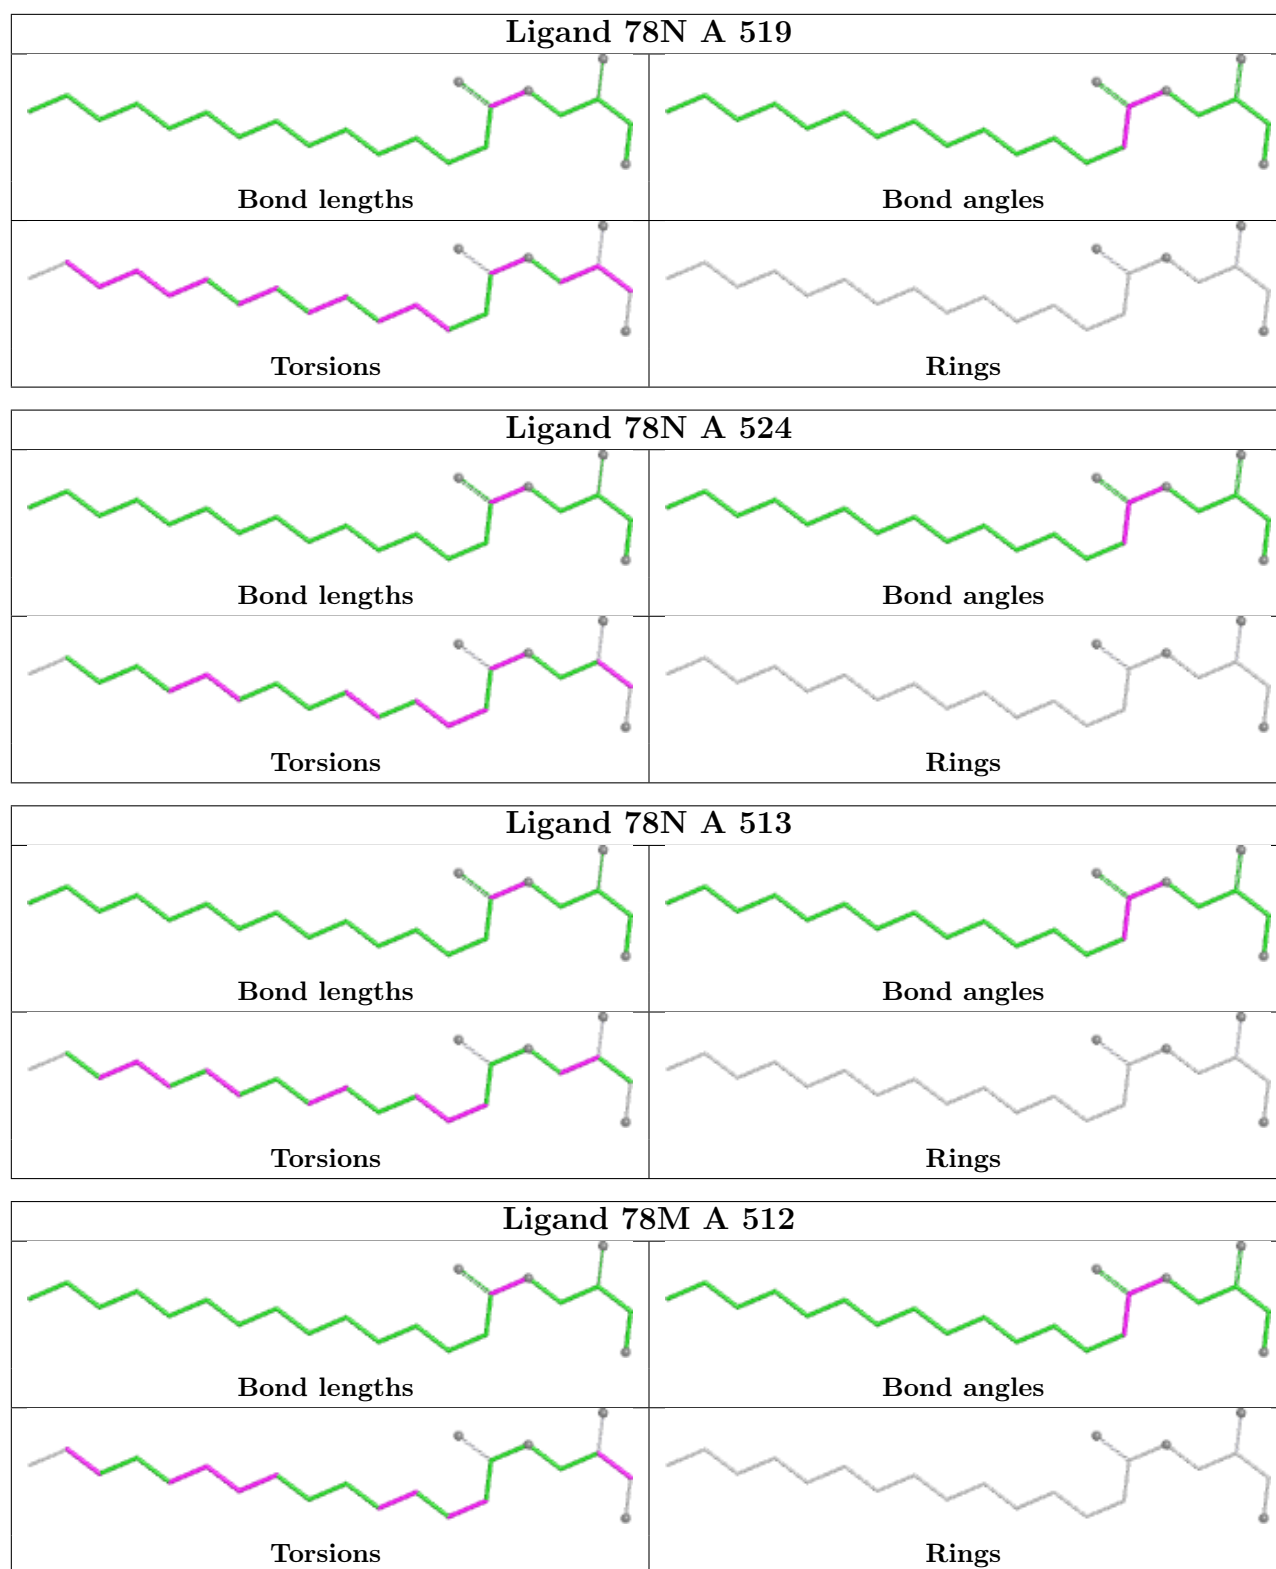 Ligand 78N A 519
Bond lengths
Bond angles
Torsions
Rings
Ligand 78N A 524
Bond lengths
Bond angles
Torsions
Rings
Ligand 78N A 513
Bond lengths
Bond angles
Torsions
Rings
Ligand 78M A 512
Bond lengths
Bond angles
Torsions
Rings